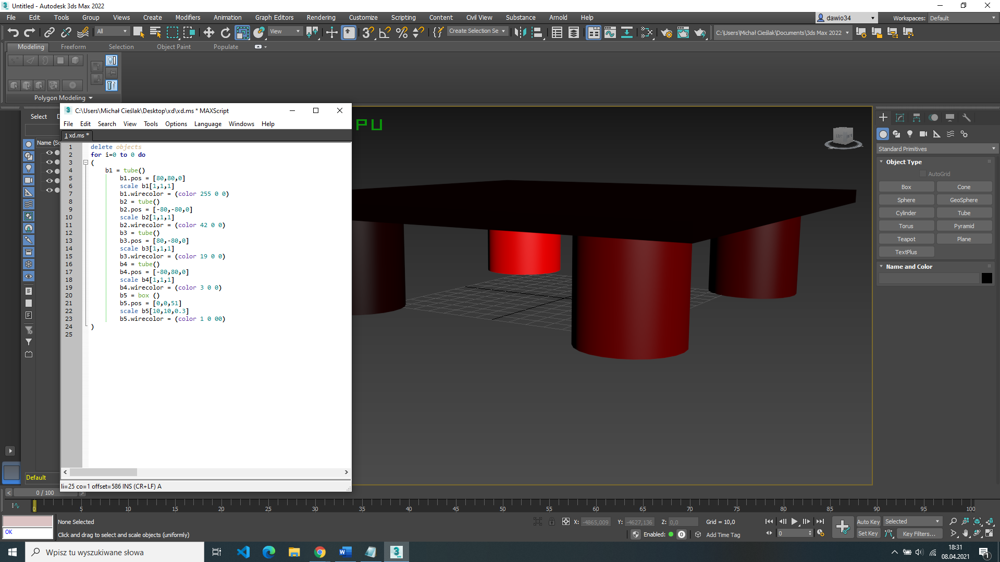 Untitled - Autodesk 3ds Max 2022
File Edit Tools Group Views Create Modifiers Animation Graph Editors Rendering Customize Scripting Content Civil View Substance Arnold Help
dawio34 Workspaces: Default
All View Create Selection Se C:\Users\Michał Cieślak\Documents\3ds Max 2022
Modeling Freeform Selection Object Paint Populate
Polygon Modeling
Select D
Name (Sc
C:\Users\Michał Cieślak\Desktop\xd\xd.ms * MAXScript
File Edit Search View Tools Options Language Windows Help
1 xd.ms *
1 delete objects
2 for i=0 to 0 do
3 (
4 b1 = tube()
5 b1.pos = [80,80,0]
6 scale b1[1,1,1]
7 b1.wirecolor = (color 255 0 0)
8 b2 = tube()
9 b2.pos = [-80,-80,0]
10 scale b2[1,1,1]
11 b2.wirecolor = (color 42 0 0)
12 b3 = tube()
13 b3.pos = [80,-80,0]
14 scale b3[1,1,1]
15 b3.wirecolor = (color 19 0 0)
16 b4 = tube()
17 b4.pos = [-80,80,0]
18 scale b4[1,1,1]
19 b4.wirecolor = (color 3 0 0)
20 b5 = box ()
21 b5.pos = [0,0,51]
22 scale b5[10,10,0.3]
23 b5.wirecolor = (color 1 0 00)
24 )
25
li=25 co=1 offset=586 INS (CR+LF) A
PU
Standard Primitives
Object Type
AutoGrid
Box Cone
Sphere GeoSphere
Cylinder Tube
Torus Pyramid
Teapot Plane
TextPlus
Name and Color
Default
< 0 / 100 >
0 5 10 15 20 25 30 35 40 45 50 55 60 65 70 75 80 85 90 95 100
None Selected X: -4865,009 Y: -4627,136 Z: 0,0 Grid = 10,0 Auto Key Selected
OK
Click and drag to select and scale objects (uniformly) Enabled: 0 Add Time Tag 0 Set Key Key Filters...
Wpisz tu wyszukiwane słowa
18:31
08.04.2021
1